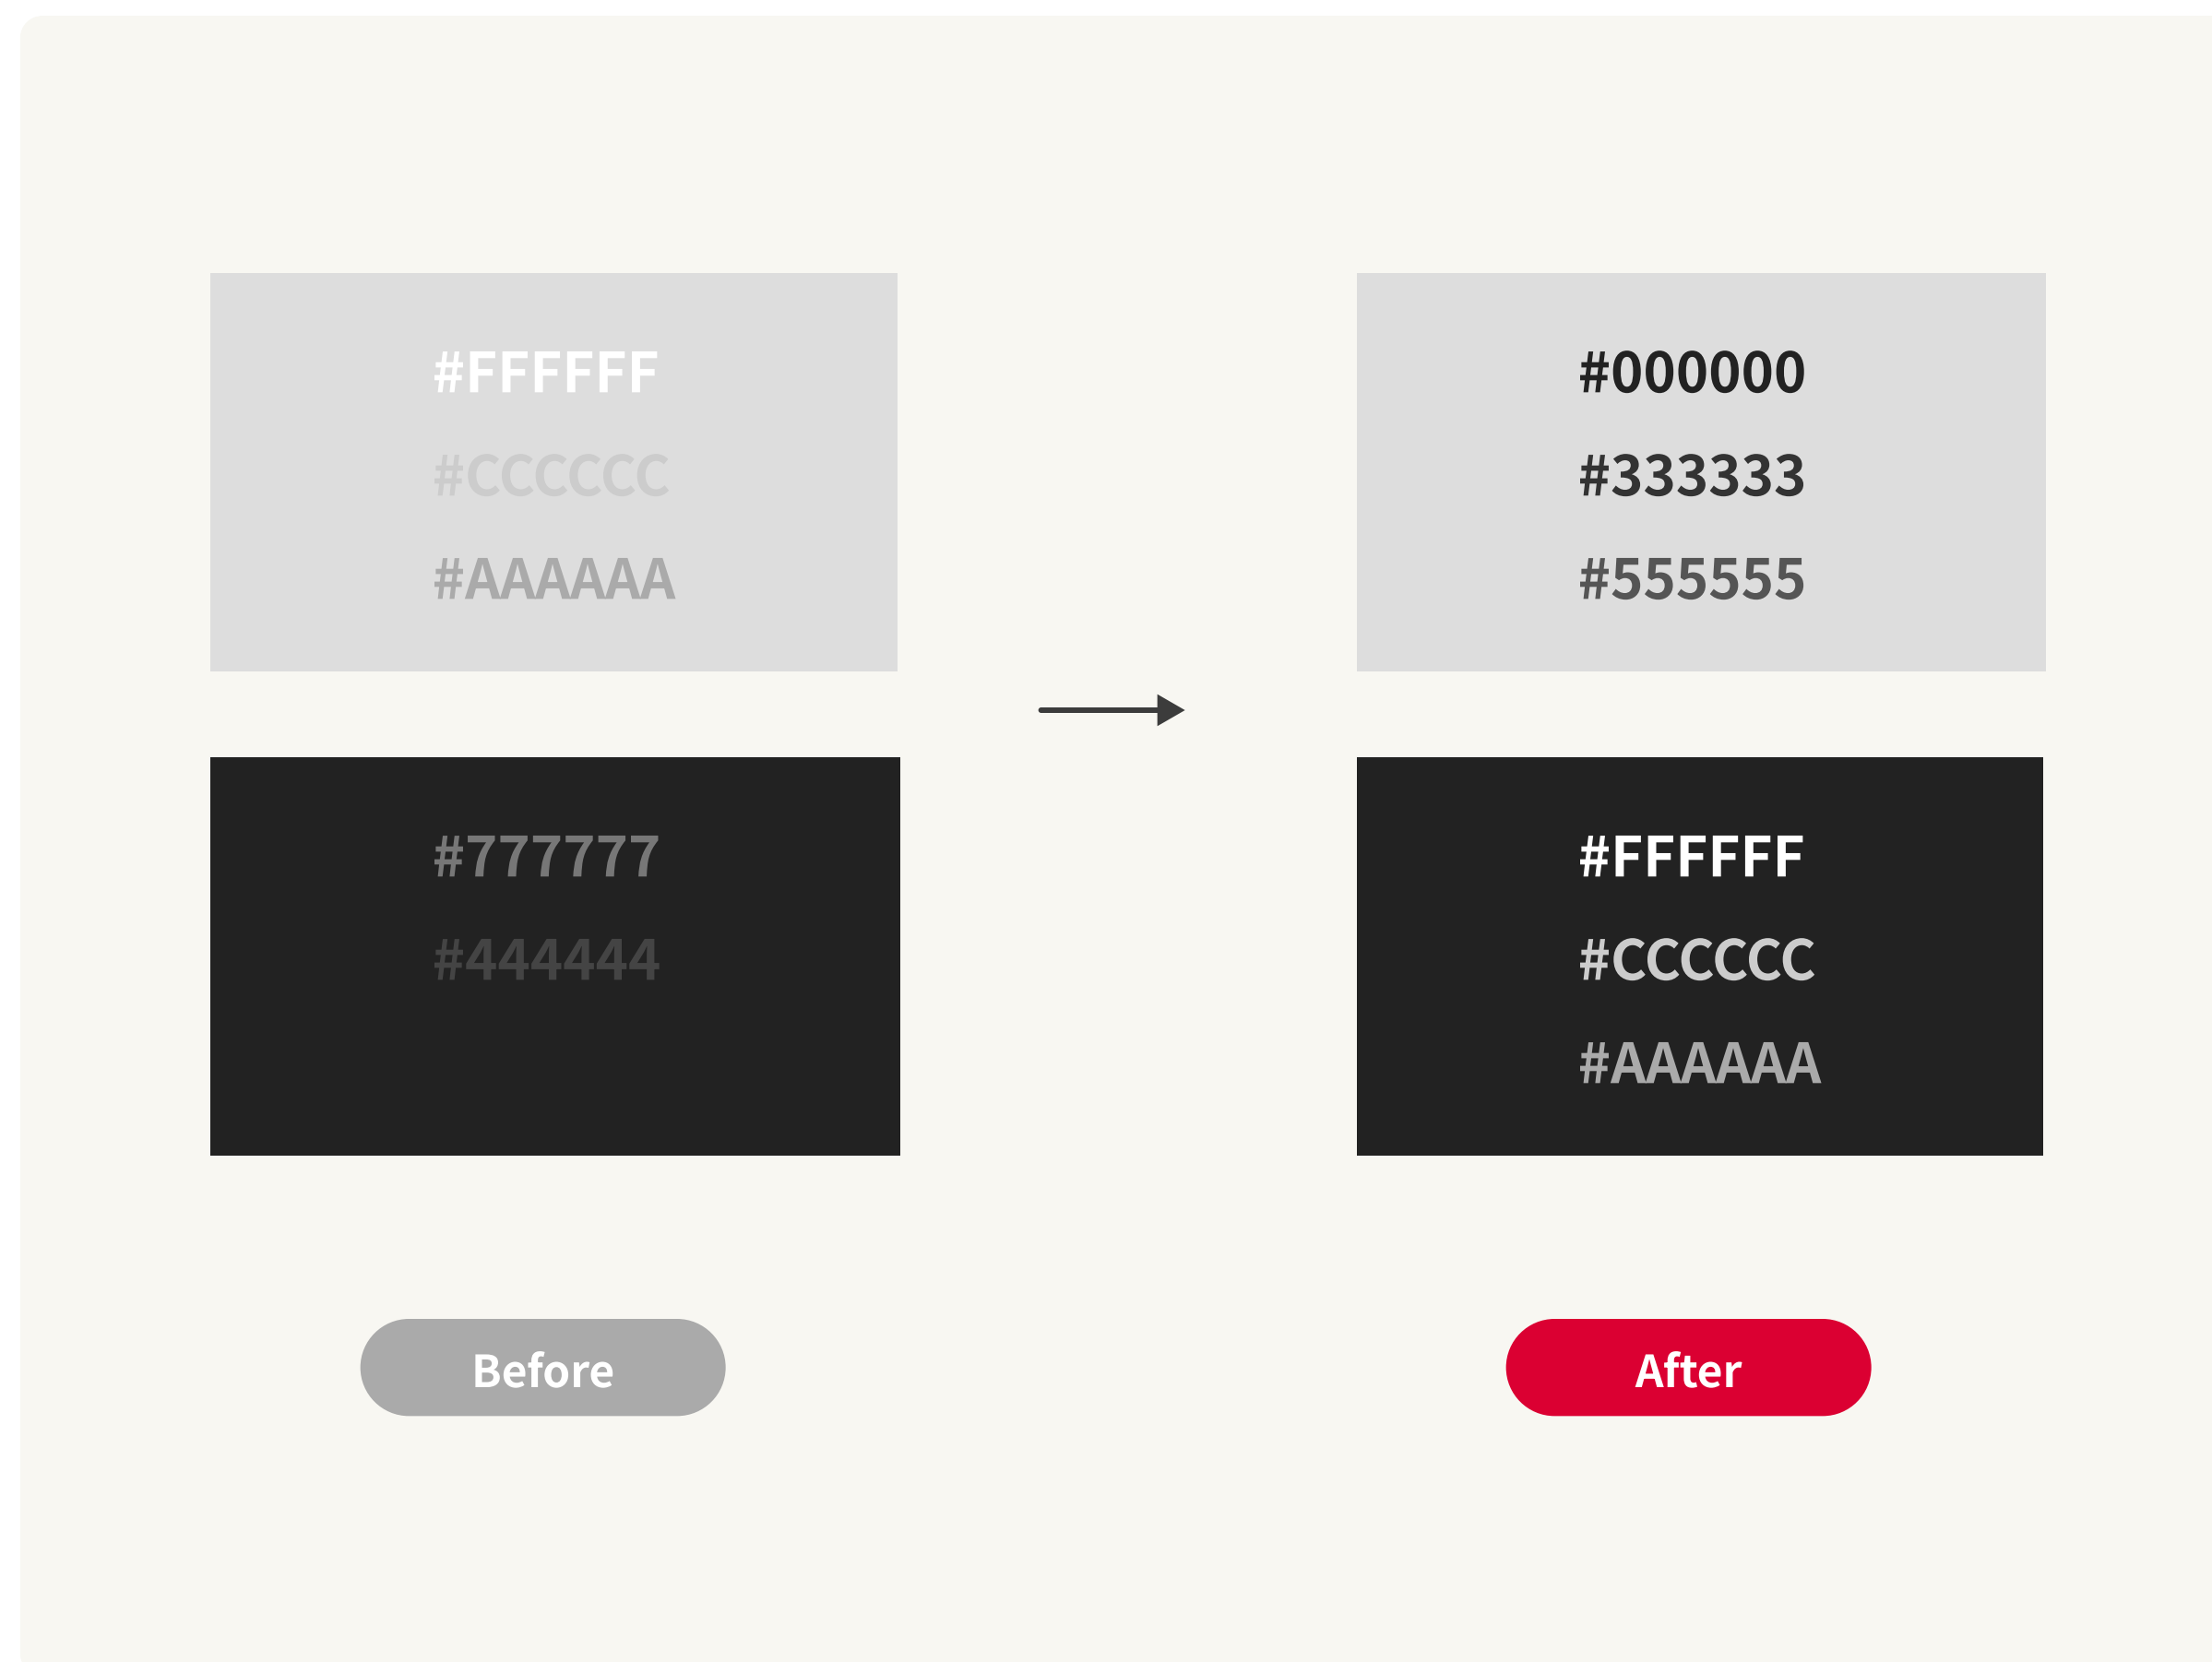 #FFFFFF
#CCCCCC
#AAAAAA
#777777
#444444
Before
#000000
#333333
#555555
#FFFFFF
#CCCCCC
#AAAAAA
After